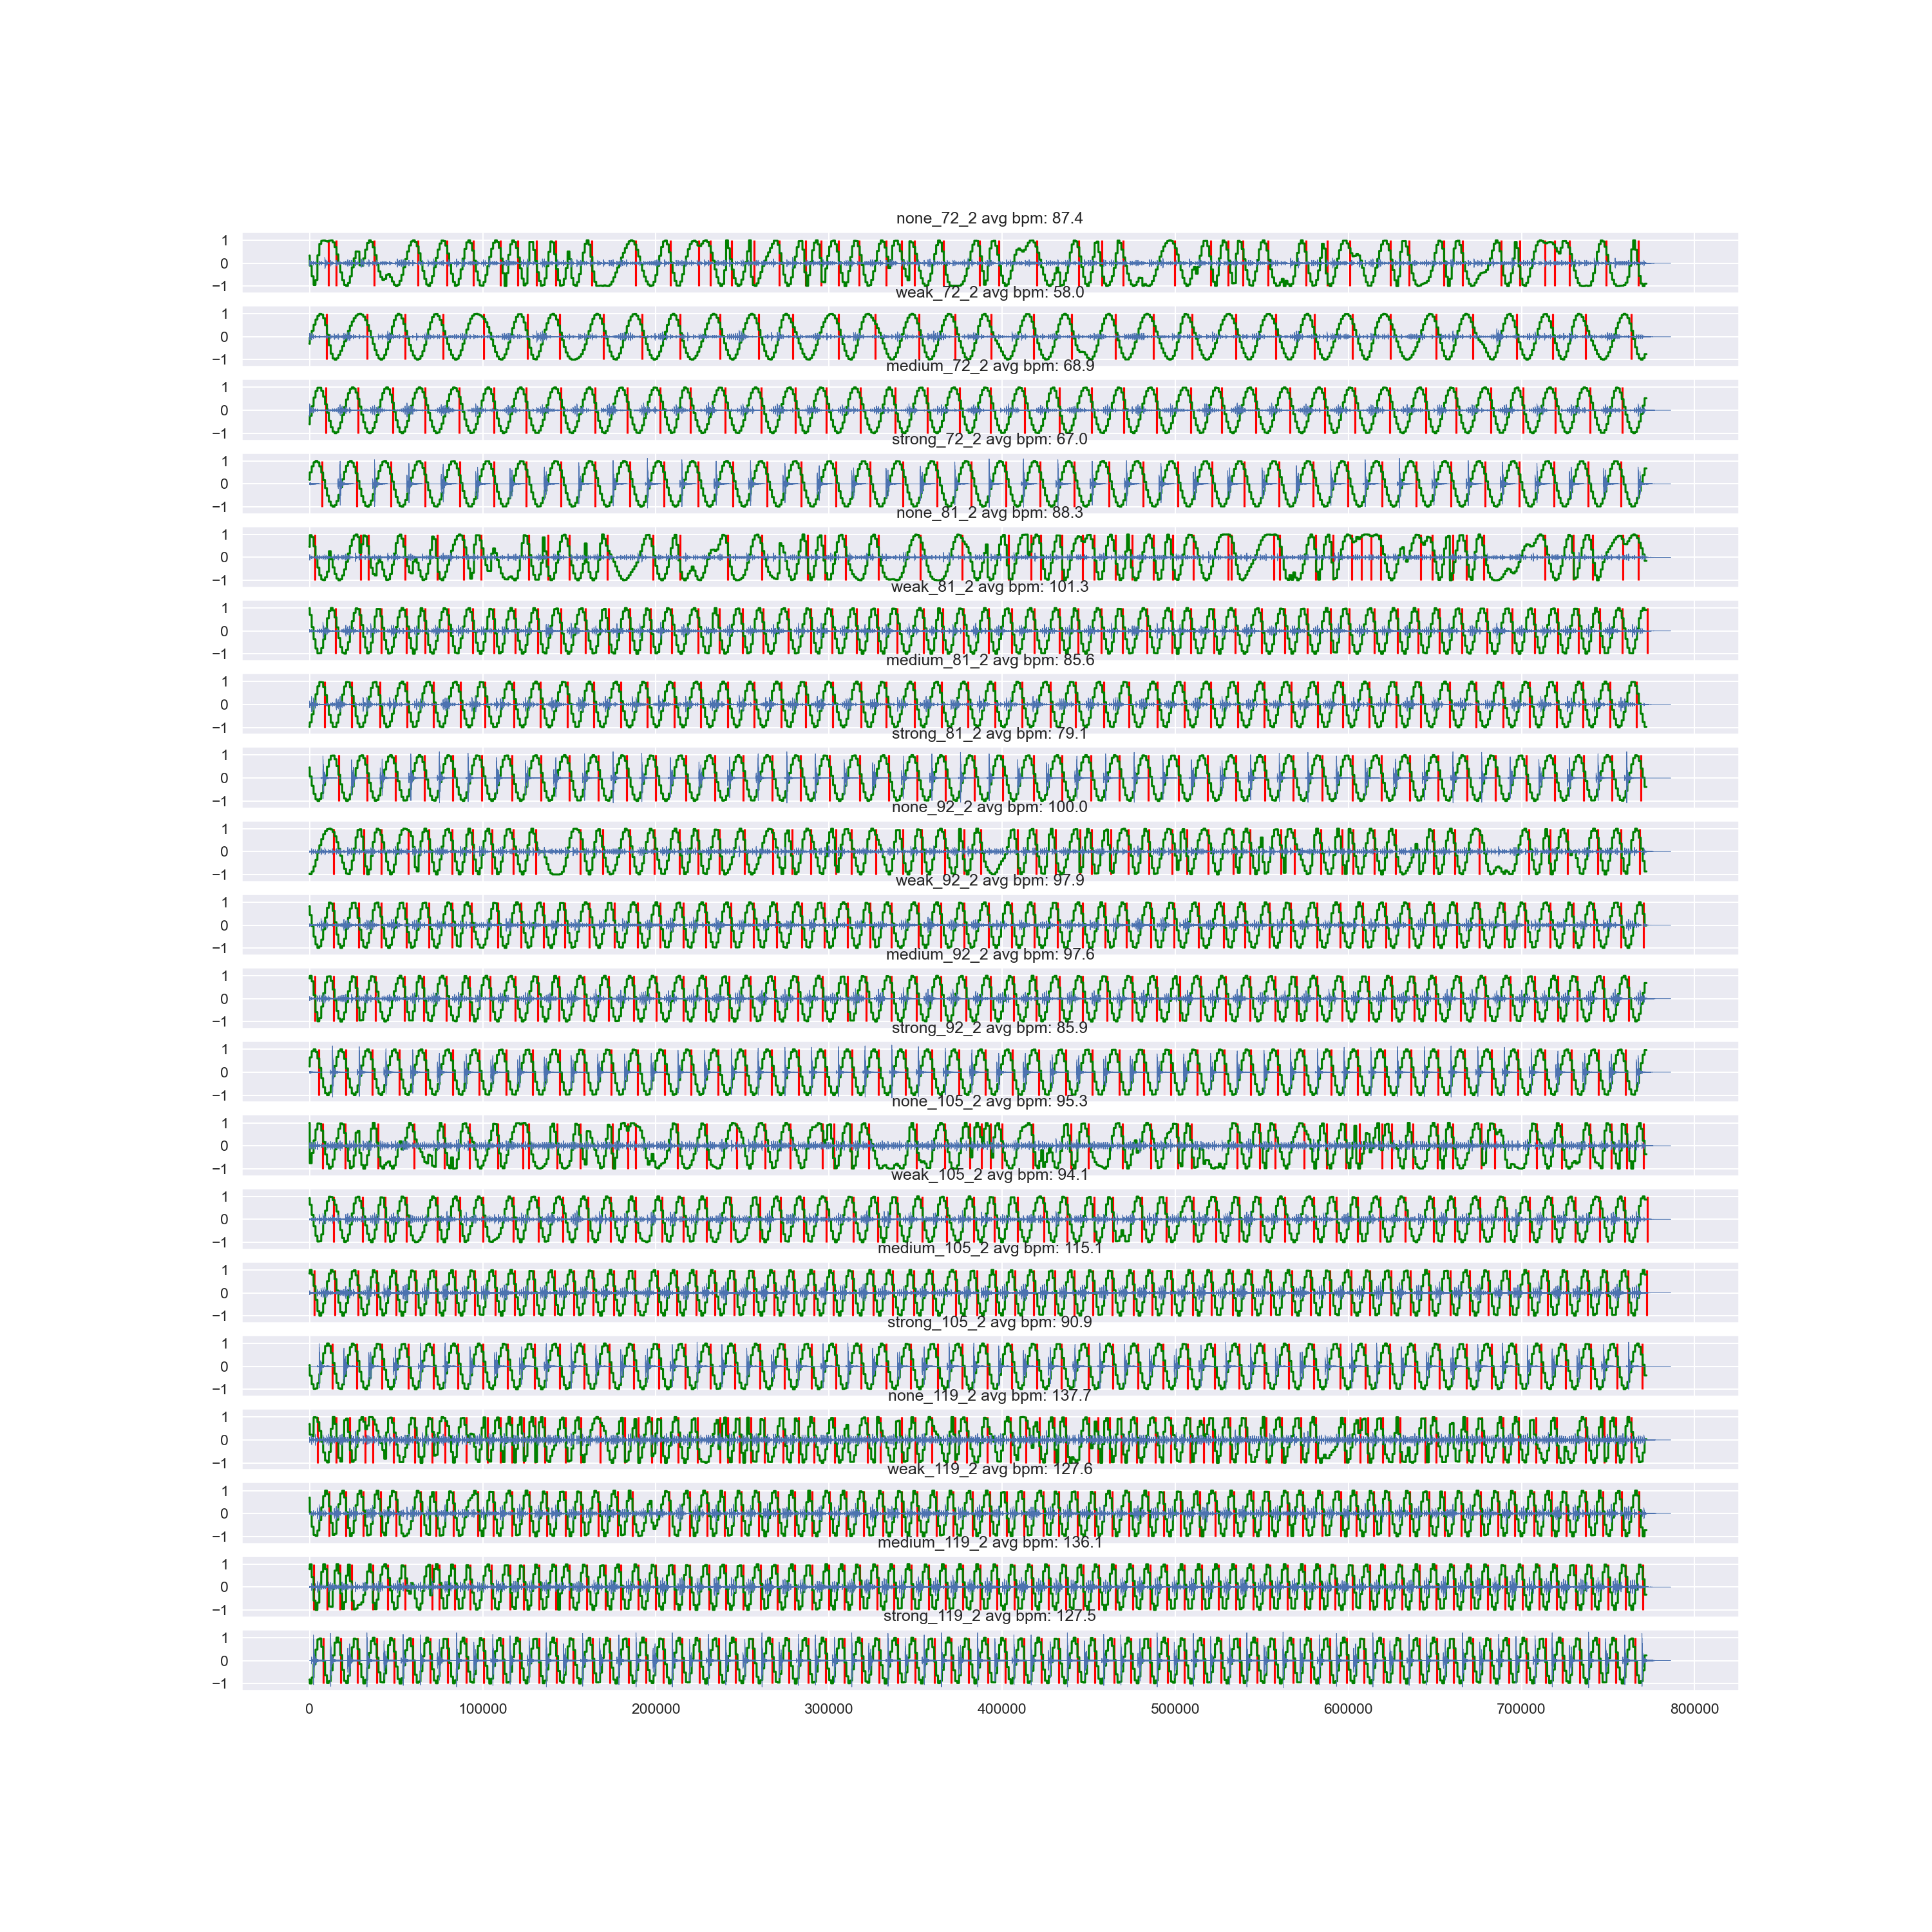 none_72_2 avg bpm: 87.4
1
0
−1
weak_72_2 avg bpm: 58.0
1
0
−1
medium_72_2 avg bpm: 68.9
1
0
−1
strong_72_2 avg bpm: 67.0
1
0
−1
none_81_2 avg bpm: 88.3
1
0
−1
weak_81_2 avg bpm: 101.3
1
0
−1
medium_81_2 avg bpm: 85.6
1
0
−1
strong_81_2 avg bpm: 79.1
1
0
−1
none_92_2 avg bpm: 100.0
1
0
−1
weak_92_2 avg bpm: 97.9
1
0
−1
medium_92_2 avg bpm: 97.6
1
0
−1
strong_92_2 avg bpm: 85.9
1
0
−1
none_105_2 avg bpm: 95.3
1
0
−1
weak_105_2 avg bpm: 94.1
1
0
−1
medium_105_2 avg bpm: 115.1
1
0
−1
strong_105_2 avg bpm: 90.9
1
0
−1
none_119_2 avg bpm: 137.7
1
0
−1
weak_119_2 avg bpm: 127.6
1
0
−1
medium_119_2 avg bpm: 136.1
1
0
−1
strong_119_2 avg bpm: 127.5
1
0
−1
0 100000 200000 300000 400000 500000 600000 700000 800000